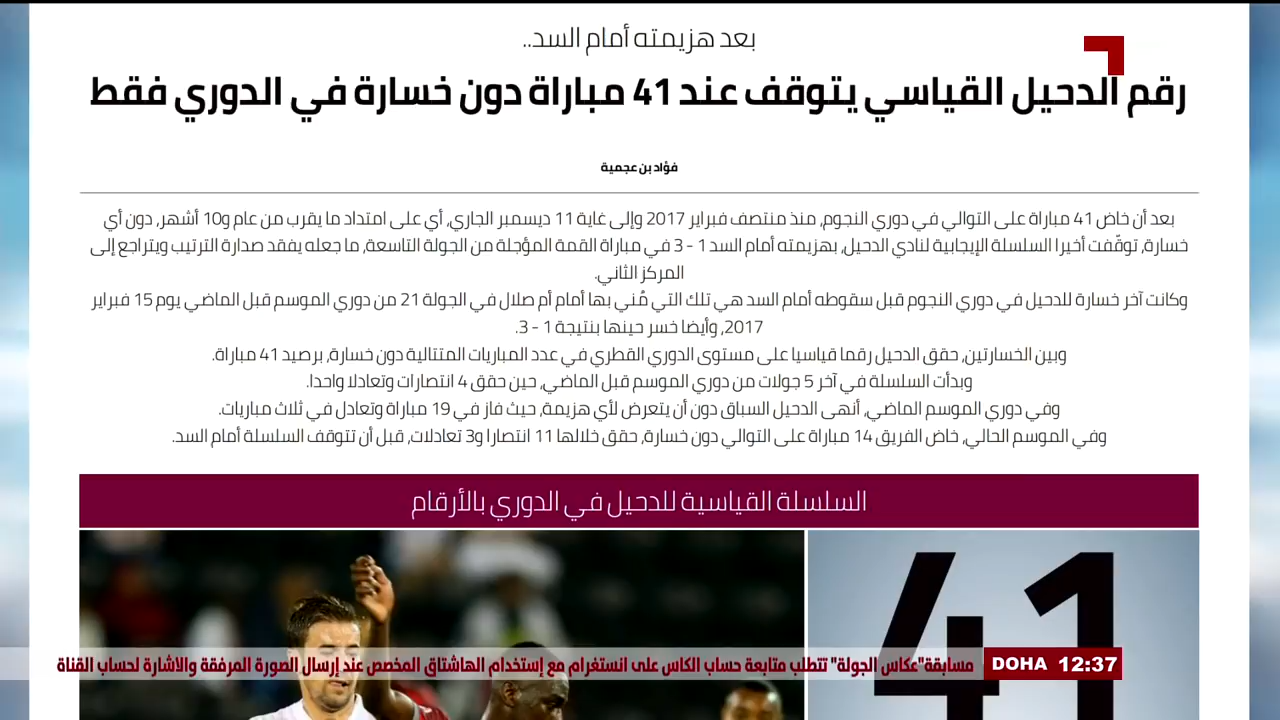 بعد هزيمته أمام السد..
رقم الدحيل القياسي يتوقف عند 41 مباراة دون خسارة في الدوري فقط
فؤاد بن عجمية
بعد أن خاض 41 مباراة على التوالي في دوري النجوم, منذ منتصف فبراير 2017 وإلى غاية 11 ديسمبر الجاري, أي على امتداد ما يقرب من عام و10 أشهر, دون أي
خسارة, توقّفت أخيرا السلسلة الإيجابية لنادي الدحيل, بهزيمته أمام السد 1 - 3 في مباراة القمة المؤجلة من الجولة التاسعة, ما جعله يفقد صدارة الترتيب ويتراجع إلى
المركز الثاني.
وكانت آخر خسارة للدحيل في دوري النجوم قبل سقوطه أمام السد هي تلك التي مُني بها أمام أم صلال في الجولة 21 من دوري الموسم قبل الماضي يوم 15 فبراير
2017, وأيضا خسر حينها بنتيجة 1 - 3.
وبين الخسارتين, حقق الدحيل رقما قياسيا على مستوى الدوري القطري في عدد المباريات المتتالية دون خسارة, برصيد 41 مباراة.
وبدأت السلسلة في آخر 5 جولات من دوري الموسم قبل الماضي, حين حقق 4 انتصارات وتعادلا واحدا.
وفي دوري الموسم الماضي, أنهى الدحيل السباق دون أن يتعرض لأي هزيمة, حيث فاز في 19 مباراة وتعادل في ثلاث مباريات.
وفي الموسم الحالي, خاض الفريق 14 مباراة على التوالي دون خسارة, حقق خلالها 11 انتصارا و3 تعادلات, قبل أن تتوقف السلسلة أمام السد.
السلسلة القياسية للدحيل في الدوري بالأرقام
41
مسابقة"عكاس الجولة" تتطلب متابعة حساب الكاس على انستغرام مع إستخدام الهاشتاق المخصص عند إرسال الصورة المرفقة والاشارة لحساب القناة
DOHA 12:37